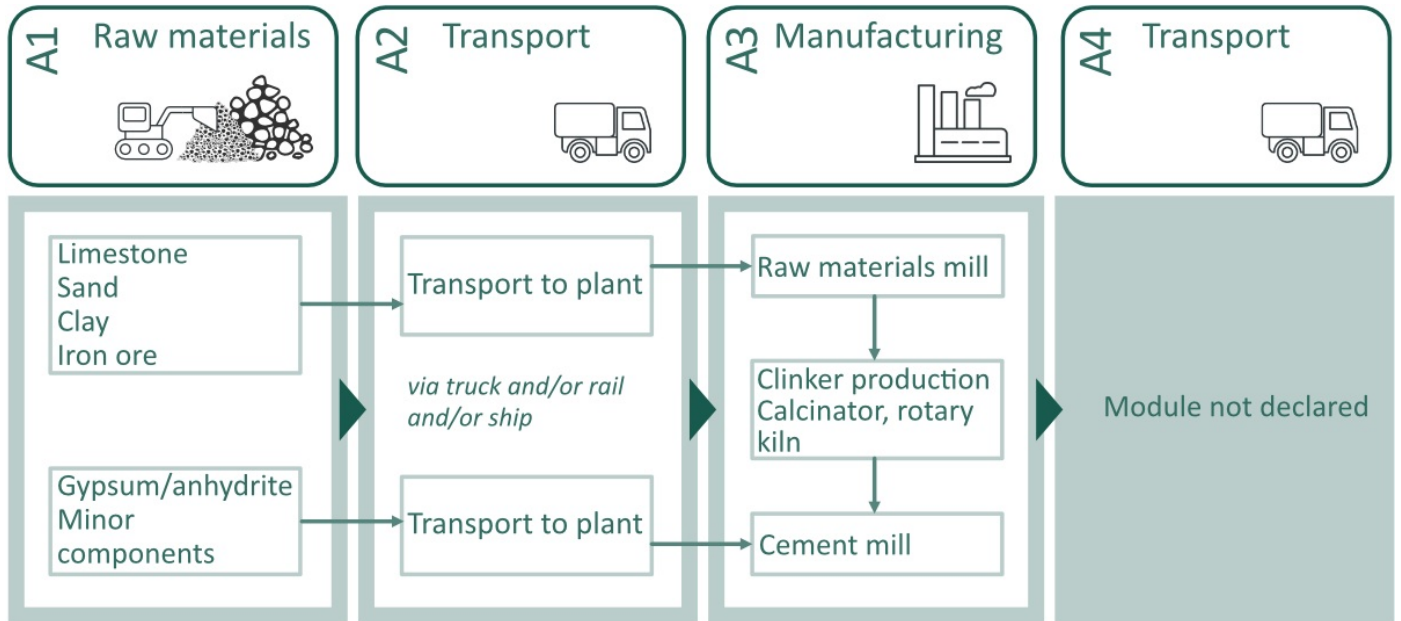 A1 Raw materials
A2 Transport
A3 Manufacturing
A4 Transport
Limestone
Sand
Clay
Iron ore
Gypsum/anhydrite
Minor
components
Transport to plant
via truck and/or rail
and/or ship
Transport to plant
Raw materials mill
Clinker production
Calcinator, rotary
kiln
Cement mill
Module not declared